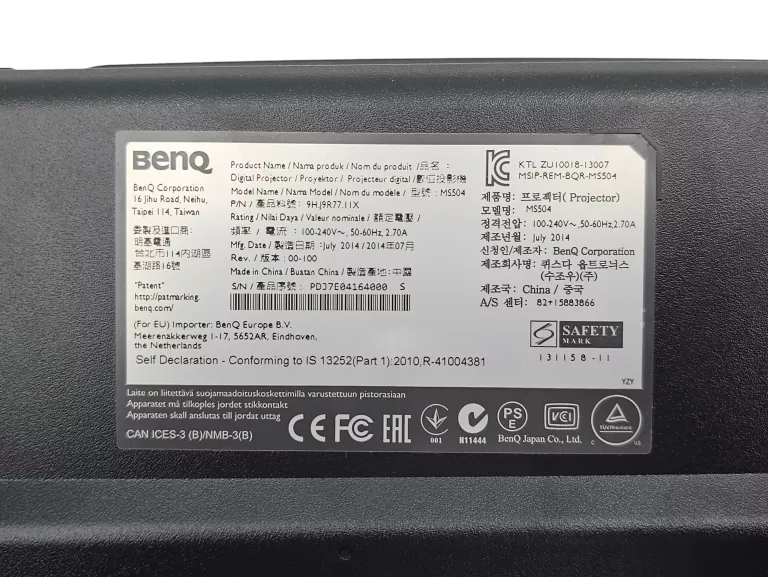 BenQ
BenQ Corporation
16 Jihu Road, Neihu,
Taipei 114, Taiwan
委製及進口商
明基電通
台北市114內湖區
基湖路16號
"Patent"
http://patmarking.
benq.com/
Product Name / Nama produk / Nom du produit /品名 :
Digital Projector / Proyektor / Projecteur digital /數位投影機
Model Name / Nama Model / Nom du modèle / 型號 : MS504
P/N / 產品料號: 9H.J9R77.11X
Rating / Nilai Daya / Valeur nominale / 額定電壓 /
頻率 / 電流 : 100-240V～, 50-60Hz, 2.70A
Mfg. Date / 製造日期 :July 2014 /2014年07月
Rev. / 版本 : 00-100
Made in China / Buatan China / 製造產地:中國
S/N / 產品序號 : PD37E04164000 S
(For EU) Importer: BenQ Europe B.V.
Meerenakkerweg 1-17, 5652AR, Eindhoven,
the Netherlands
Self Declaration - Conforming to IS 13252(Part 1):2010,R-41004381
KTL ZU10018-13007
MSIP-REM-BQR-MS504
제품명: 프로젝터( Projector)
모델명: MS504
정격전압: 100-240V～,50-60Hz,2.70A
제조년월: July 2014
신청인/제조자: BenQ Corporation
제조회사명: 퀴스다 옵트로닉스
(수조우)(주)
제조국: China / 중국
A/S 센터: 82+15883866
S SAFETY
MARK
131158-11
YZY
Laite on liitettävä suojamaadoituskoskettimilla varustettuun pistorasiaan
Apparatet må tilkoples jordet stikkontakt
Apparaten skall anslutas till jordat uttag
CAN ICES-3 (B)/NMB-3(B)
CE FC EAC
001
N11444
PS
E
BenQ Japan Co., Ltd.
VCI
TÜVRheinland
C US